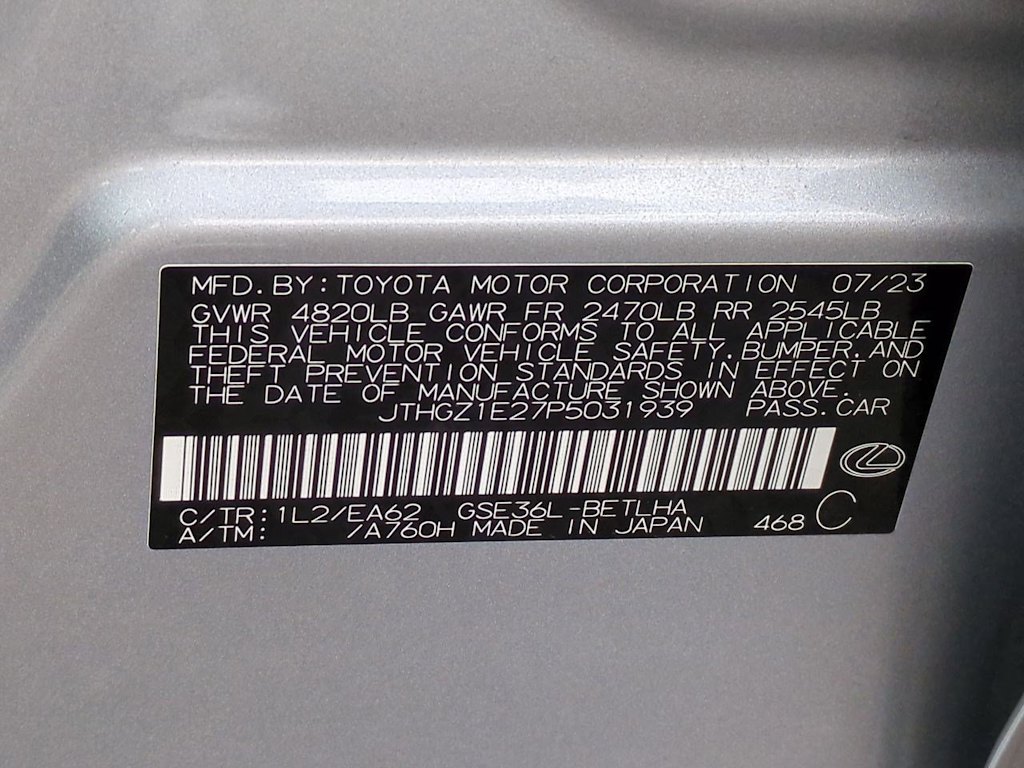 MFD. BY: TOYOTA MOTOR CORPORATION 07/23
GVWR 4820LB GAWR FR 2470LB RR 2545LB
THIS VEHICLE CONFORMS TO ALL APPLICABLE
FEDERAL MOTOR VEHICLE SAFETY, BUMPER, AND
THEFT PREVENTION STANDARDS IN EFFECT ON
THE DATE OF MANUFACTURE SHOWN ABOVE.
JTHGZ1E27P5031939 PASS. CAR
C/TR: 1L2/EA62 GSE36L-BETLHA
A/TM: /A760H MADE IN JAPAN 468 C